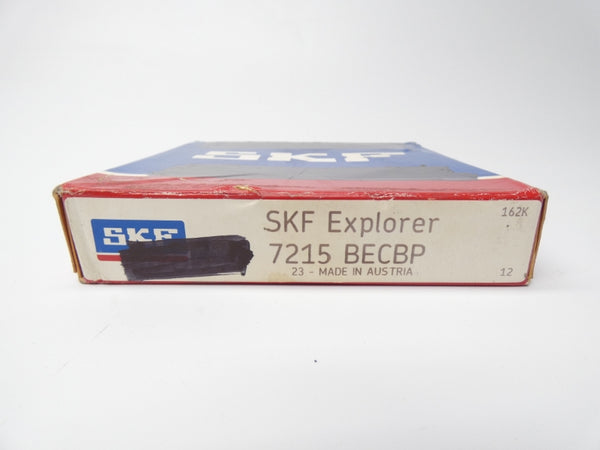 SKF
SKF
SKF Explorer
162K
7215 BECBP
23 - MADE IN AUSTRIA
12